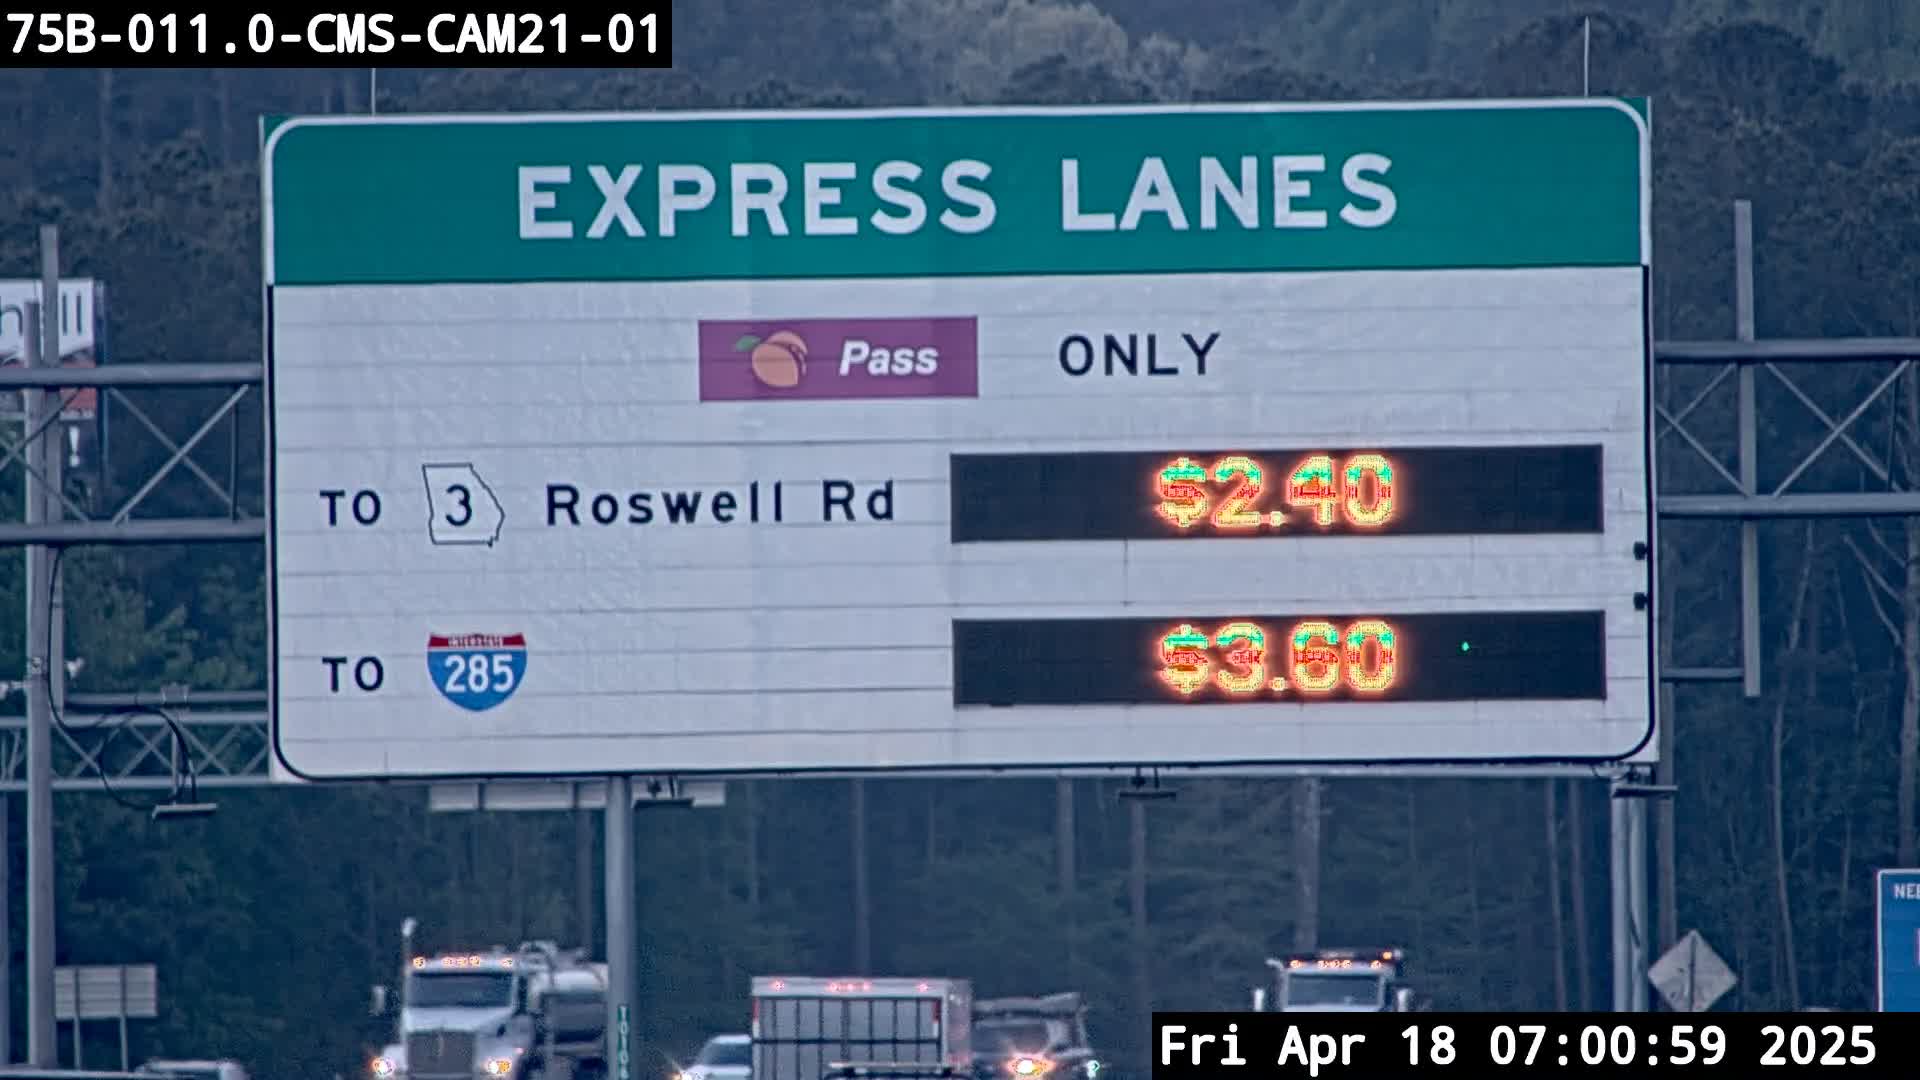 75B-011.0-CMS-CAM21-01
EXPRESS LANES
Pass ONLY
TO 3 Roswell Rd $2.40
TO INTERSTATE 285 $3.60
Fri Apr 18 07:00:59 2025